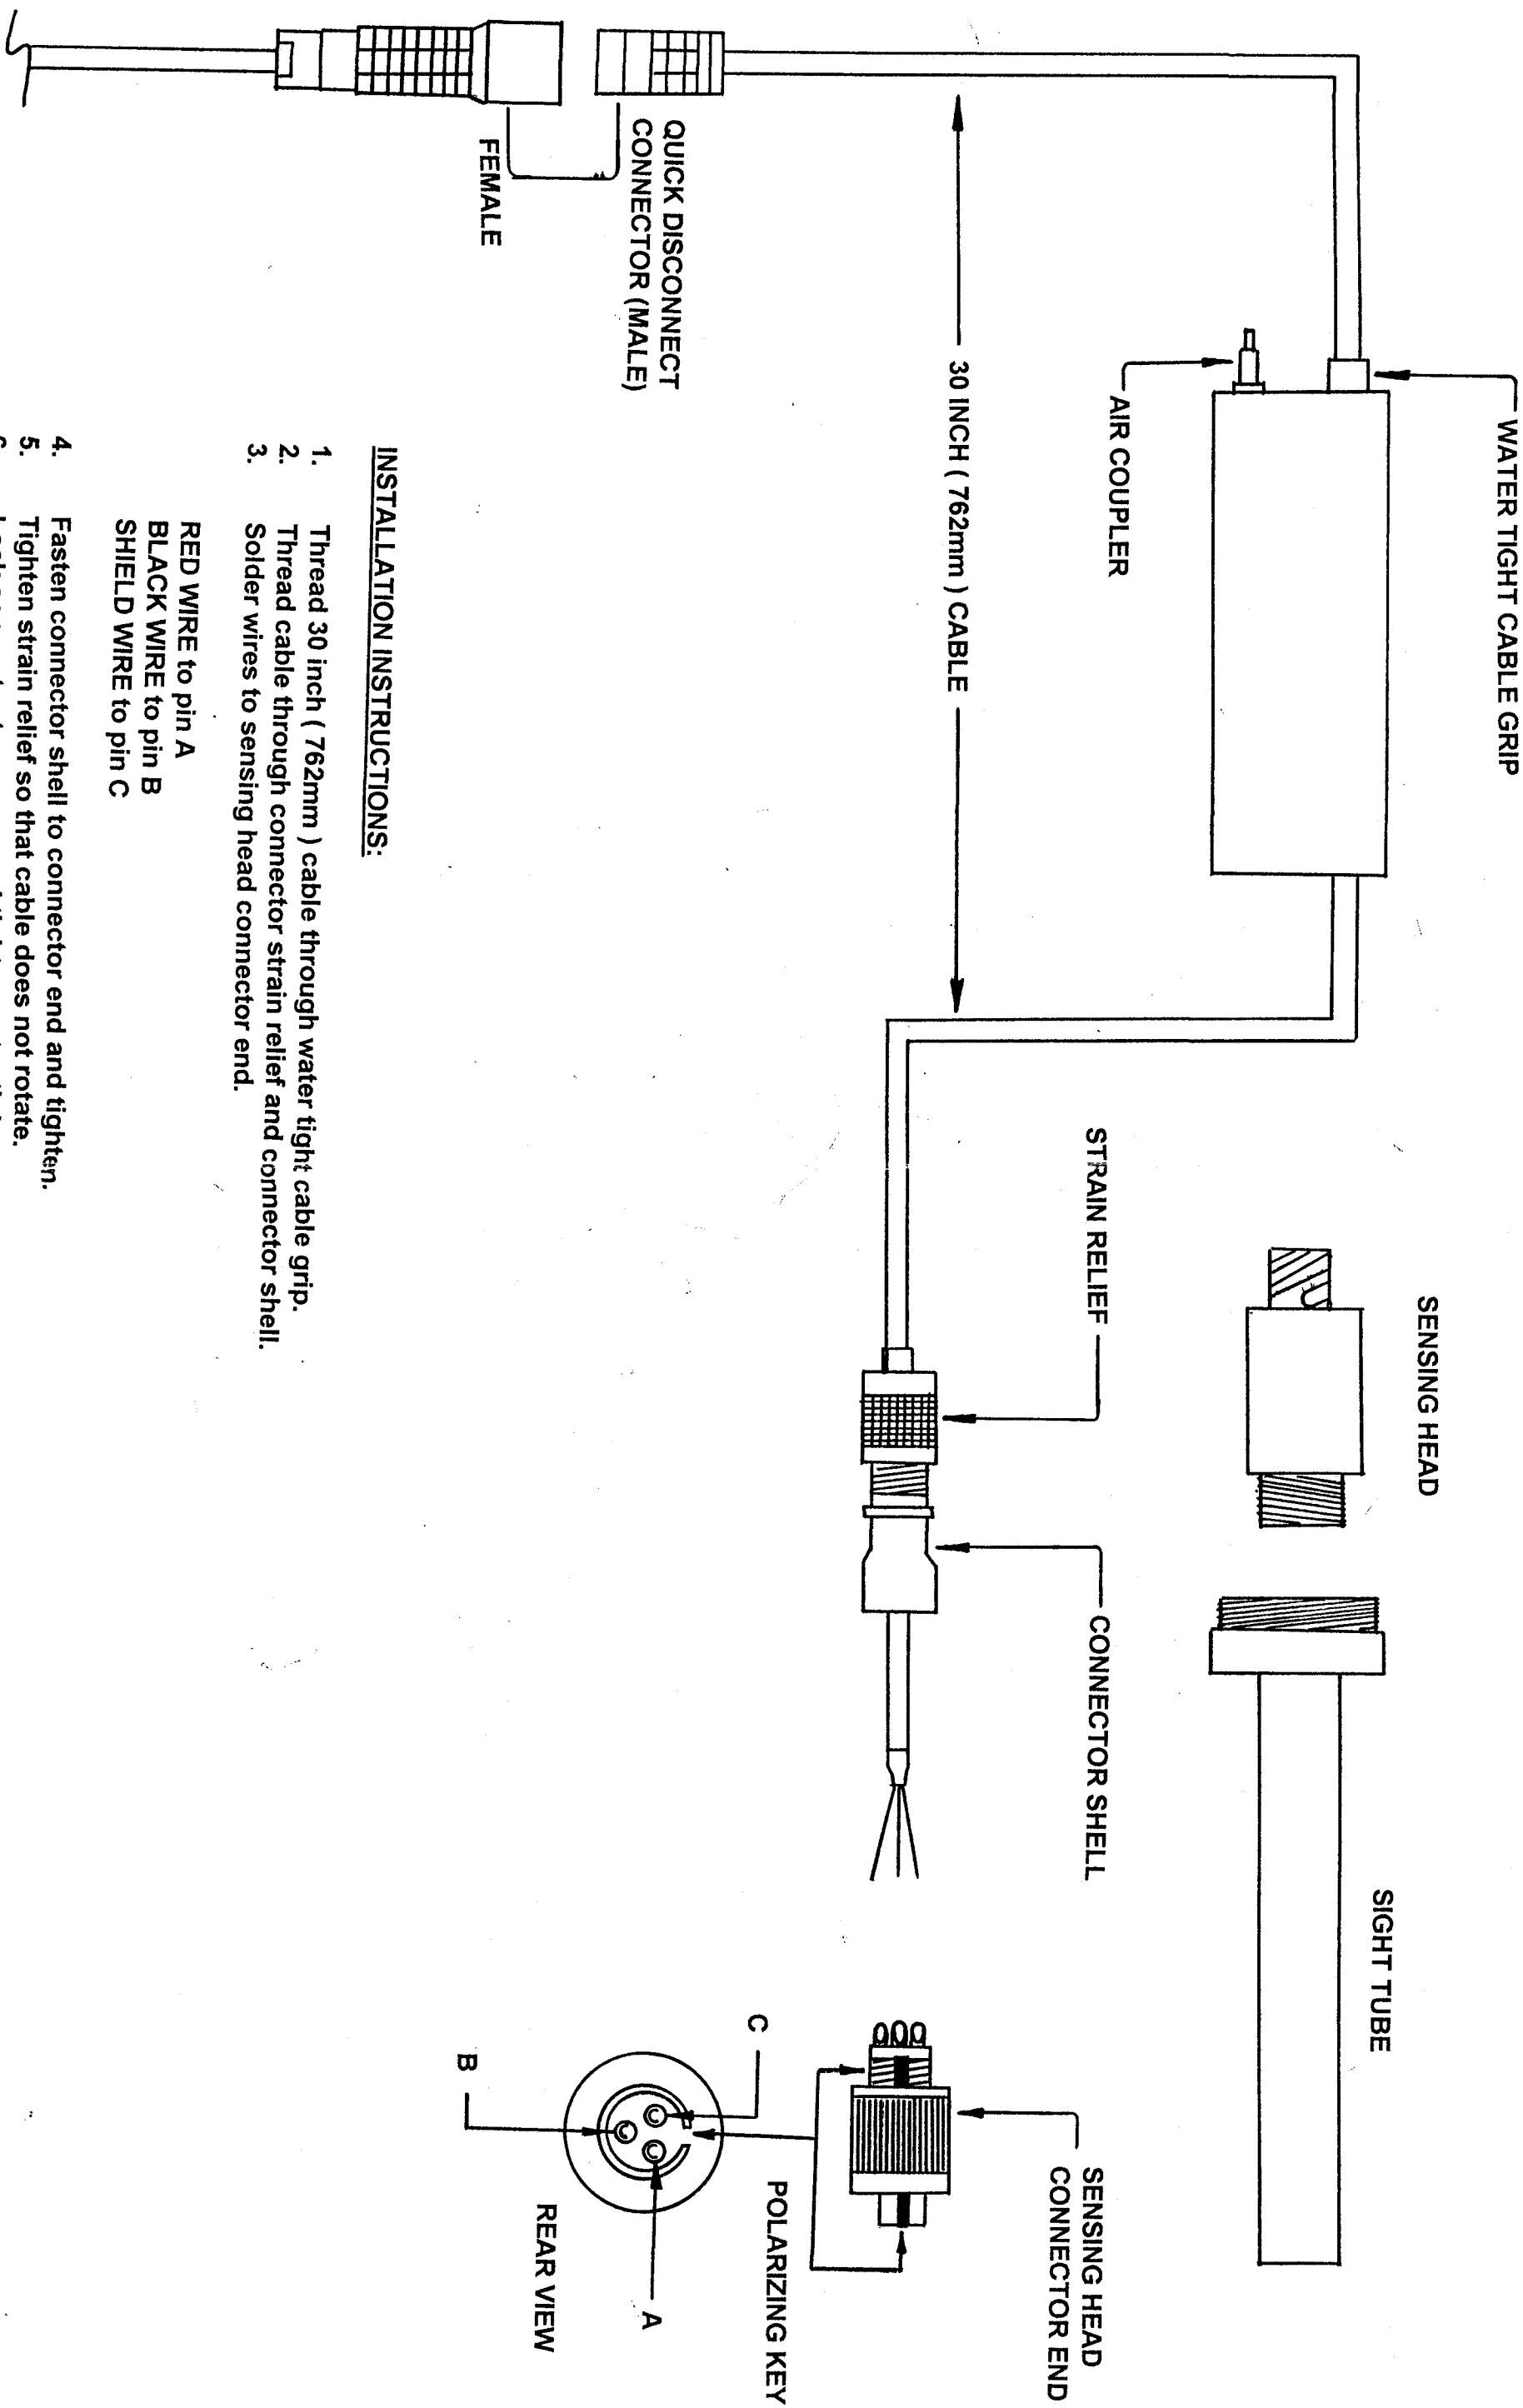 WATER TIGHT CABLE GRIP
SENSING HEAD
SIGHT TUBE
AIR COUPLER
STRAIN RELIEF
CONNECTOR SHELL
SENSING HEAD
CONNECTOR END
30 INCH ( 762mm ) CABLE
QUICK DISCONNECT
CONNECTOR (MALE)
FEMALE
POLARIZING KEY
C
B
A
REAR VIEW
INSTALLATION INSTRUCTIONS:
1. Thread 30 inch ( 762mm ) cable through water tight cable grip.
2. Thread cable through connector strain relief and connector shell.
3. Solder wires to sensing head connector end.
RED WIRE to pin A
BLACK WIRE to pin B
SHIELD WIRE to pin C
4. Fasten connector shell to connector end and tighten.
5. Tighten strain relief so that cable does not rotate.